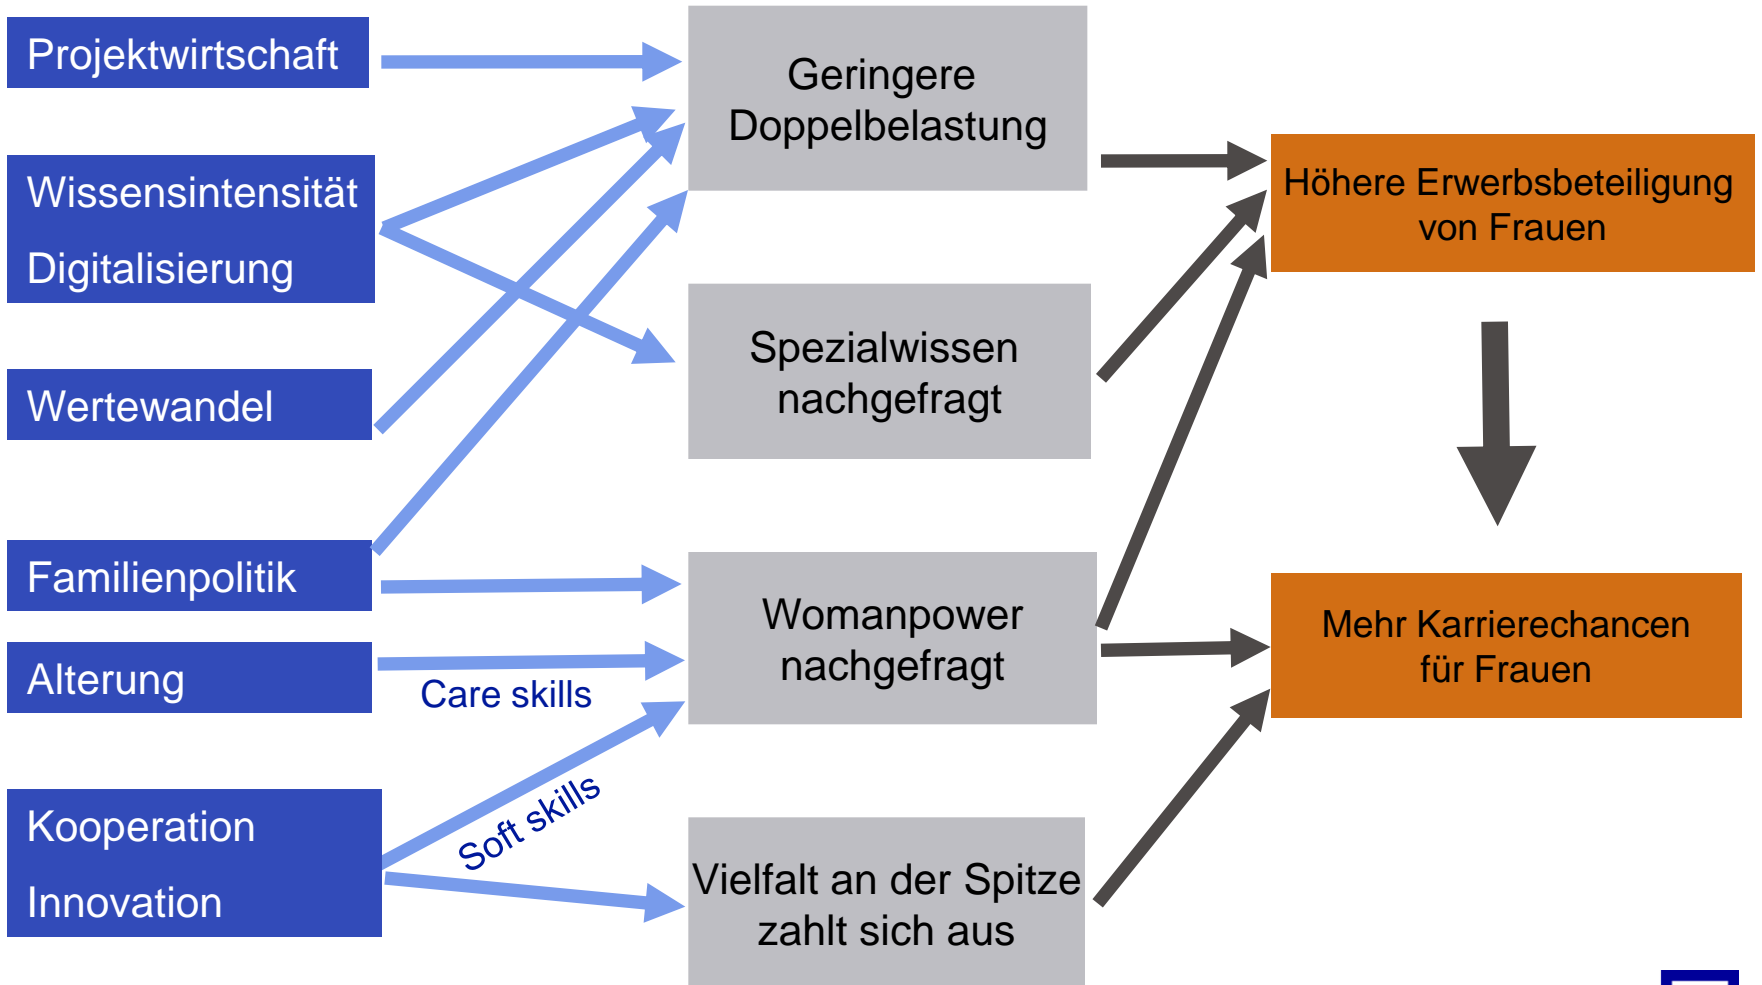 Projektwirtschaft
Wissensintensität
Digitalisierung
Wertewandel
Familienpolitik
Alterung
Kooperation
Innovation
Care skills
Soft skills
Geringere
Doppelbelastung
Spezialwissen
nachgefragt
Womanpower
nachgefragt
Vielfalt an der Spitze
zahlt sich aus
Höhere Erwerbsbeteiligung
von Frauen
Mehr Karrierechancen
für Frauen